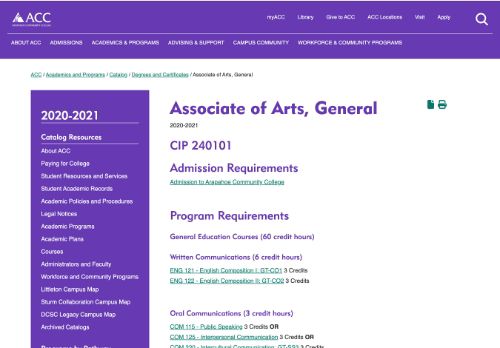 ACC
myACC Library Give to ACC ACC Locations Visit Apply
ABOUT ACC ADMISSIONS ACADEMICS & PROGRAMS ADVISING & SUPPORT CAMPUS COMMUNITY WORKFORCE & COMMUNITY PROGRAMS
ACC / Academics and Programs / Catalog / Degrees and Certificates / Associate of Arts, General
2020-2021
Catalog Resources
About ACC
Paying for College
Student Resources and Services
Student Academic Records
Academic Policies and Procedures
Legal Notices
Academic Programs
Academic Plans
Courses
Administrators and Faculty
Workforce and Community Programs
Littleton Campus Map
Sturm Collaboration Campus Map
DCSC Legacy Campus Map
Archived Catalogs
Associate of Arts, General
2020-2021
CIP 240101
Admission Requirements
Admission to Arapahoe Community College
Program Requirements
General Education Courses (60 credit hours)
Written Communications (6 credit hours)
ENG 121 - English Composition I: GT-CO1 3 Credits
ENG 122 - English Composition II: GT-CO2 3 Credits
Oral Communications (3 credit hours)
COM 115 - Public Speaking 3 Credits OR
COM 125 - Interpersonal Communication 3 Credits OR